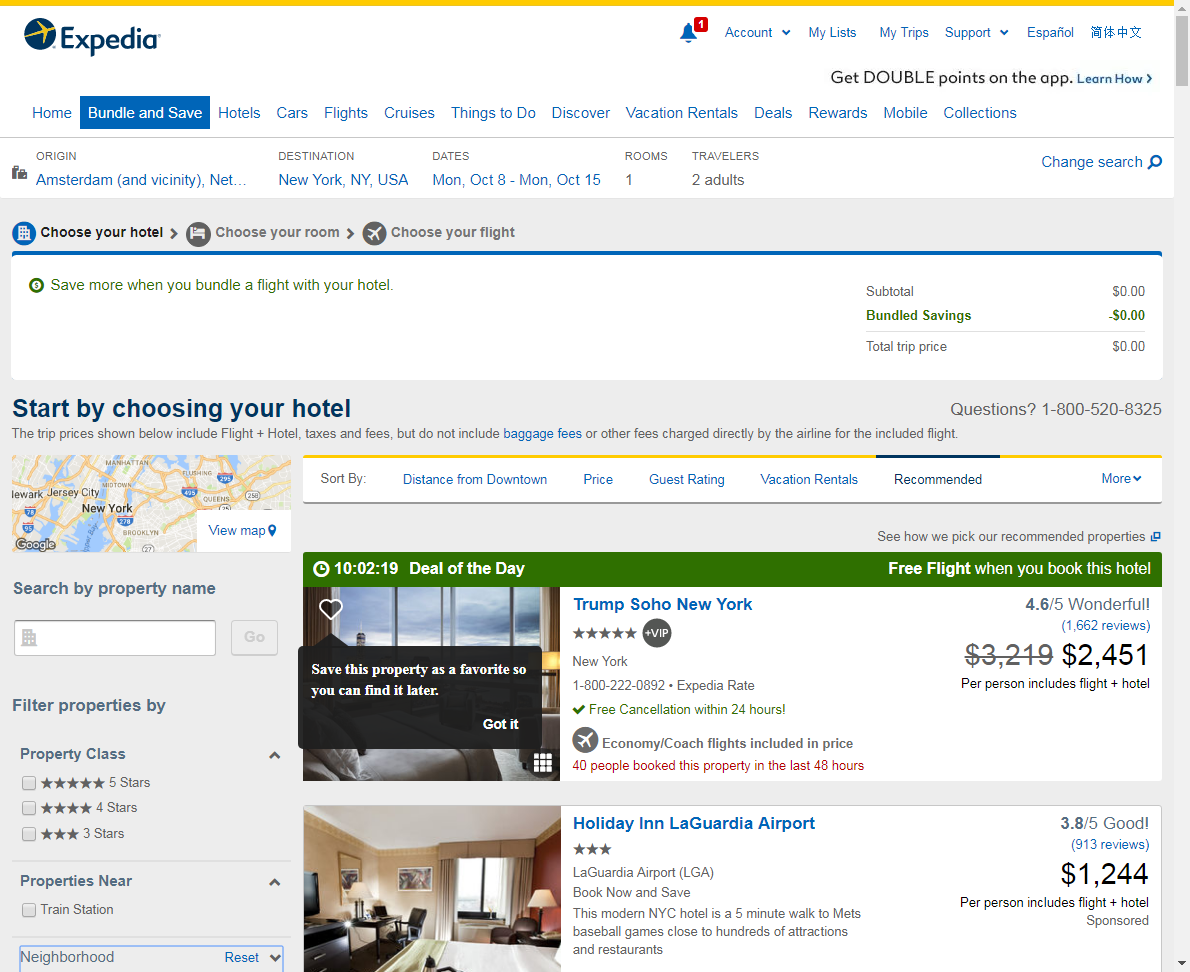 Expedia
1
Account
My Lists
My Trips
Support
Español
简体中文
Get DOUBLE points on the app. Learn How
Home Bundle and Save Hotels Cars Flights Cruises Things to Do Discover Vacation Rentals Deals Rewards Mobile Collections
ORIGIN DESTINATION DATES ROOMS TRAVELERS
Amsterdam (and vicinity), Net... New York, NY, USA Mon, Oct 8 - Mon, Oct 15 1 2 adults
Change search
Choose your hotel Choose your room Choose your flight
Save more when you bundle a flight with your hotel.
Subtotal $0.00
Bundled Savings -$0.00
Total trip price $0.00
Start by choosing your hotel
Questions? 1-800-520-8325
The trip prices shown below include Flight + Hotel, taxes and fees, but do not include baggage fees or other fees charged directly by the airline for the included flight.
MANHATTAN
FLUSHING
295
lewark Jersey City
MIDTOWN
495
QUEENS
258
New York
78
278
95
BROOKLYN
27
Google
View map
Sort By: Distance from Downtown Price Guest Rating Vacation Rentals Recommended More
See how we pick our recommended properties
Search by property name
Go
Filter properties by
Property Class
5 Stars
4 Stars
3 Stars
Properties Near
Train Station
Neighborhood Reset
10:02:19 Deal of the Day Free Flight when you book this hotel
Save this property as a favorite so
you can find it later.
Got it
Trump Soho New York
+VIP
New York
1-800-222-0892 • Expedia Rate
Free Cancellation within 24 hours!
Economy/Coach flights included in price
40 people booked this property in the last 48 hours
4.6/5 Wonderful!
(1,662 reviews)
$3,219 $2,451
Per person includes flight + hotel
Holiday Inn LaGuardia Airport
LaGuardia Airport (LGA)
Book Now and Save
This modern NYC hotel is a 5 minute walk to Mets
baseball games close to hundreds of attractions
and restaurants
3.8/5 Good!
(913 reviews)
$1,244
Per person includes flight + hotel
Sponsored